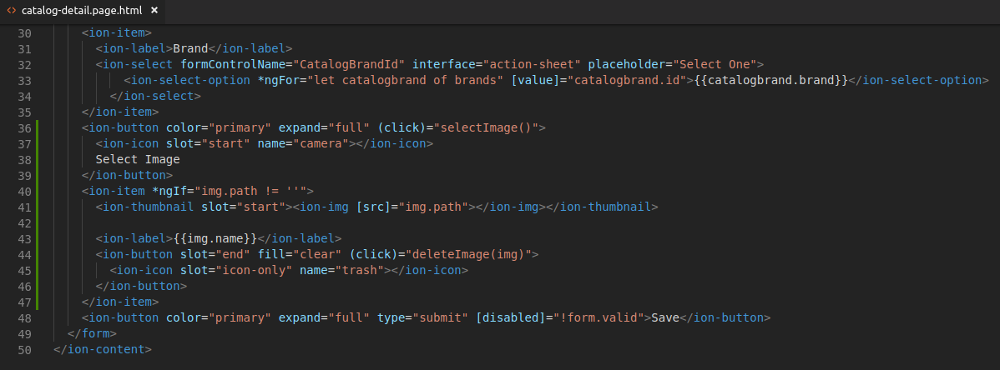 <> catalog-detail.page.html ×
30 <ion-item>
31 <ion-label>Brand</ion-label>
32 <ion-select formControlName="CatalogBrandId" interface="action-sheet" placeholder="Select One">
33 <ion-select-option *ngFor="let catalogbrand of brands" [value]="catalogbrand.id">{{catalogbrand.brand}}</ion-select-option>
34 </ion-select>
35 </ion-item>
36 <ion-button color="primary" expand="full" (click)="selectImage()">
37 <ion-icon slot="start" name="camera"></ion-icon>
38 Select Image
39 </ion-button>
40 <ion-item *ngIf="img.path != ''">
41 <ion-thumbnail slot="start"><ion-img [src]="img.path"></ion-img></ion-thumbnail>
42
43 <ion-label>{{img.name}}</ion-label>
44 <ion-button slot="end" fill="clear" (click)="deleteImage(img)">
45 <ion-icon slot="icon-only" name="trash"></ion-icon>
46 </ion-button>
47 </ion-item>
48 <ion-button color="primary" expand="full" type="submit" [disabled]="!form.valid">Save</ion-button>
49 </form>
50 </ion-content>